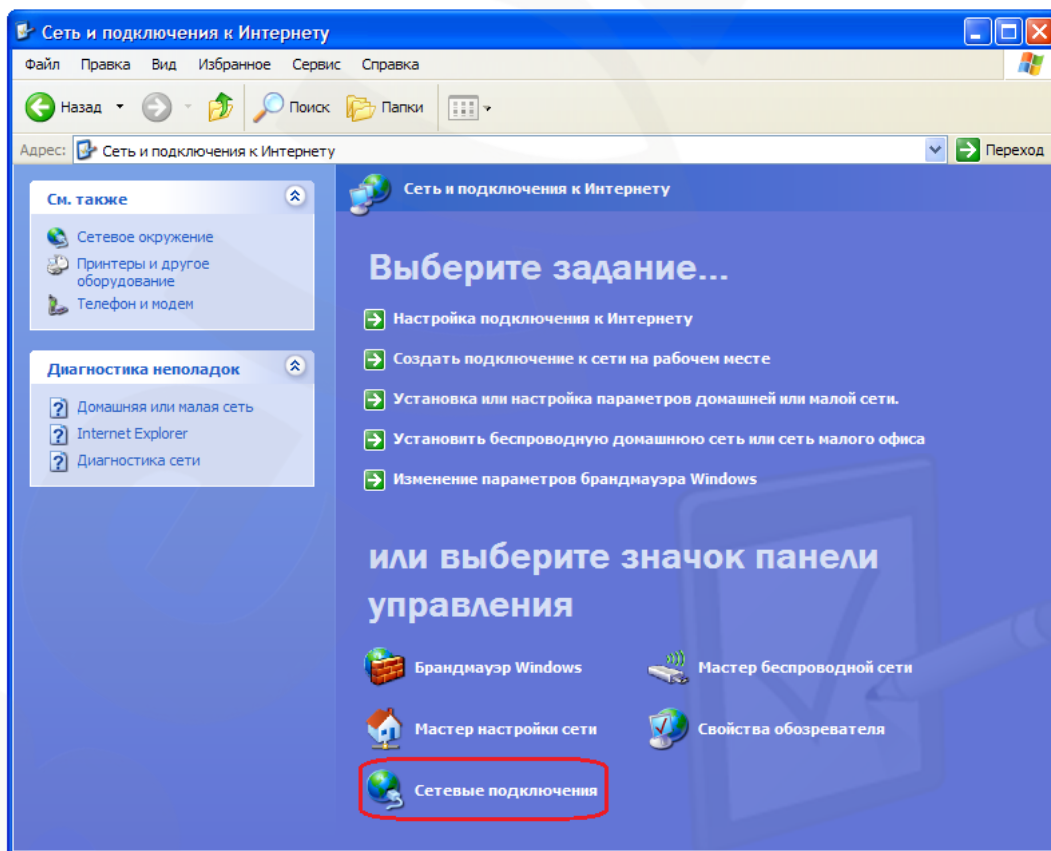 Сеть и подключения к Интернету
Файл Правка Вид Избранное Сервис Справка
Назад Поиск Папки
Адрес: Сеть и подключения к Интернету Переход
См. также
Сетевое окружение
Принтеры и другое
оборудование
Телефон и модем
Диагностика неполадок
Домашняя или малая сеть
Internet Explorer
Диагностика сети
Сеть и подключения к Интернету
Выберите задание...
Настройка подключения к Интернету
Создать подключение к сети на рабочем месте
Установка или настройка параметров домашней или малой сети.
Установить беспроводную домашнюю сеть или сеть малого офиса
Изменение параметров брандмауэра Windows
или выберите значок панели
управления
Брандмауэр Windows Мастер беспроводной сети
Мастер настройки сети Свойства обозревателя
Сетевые подключения